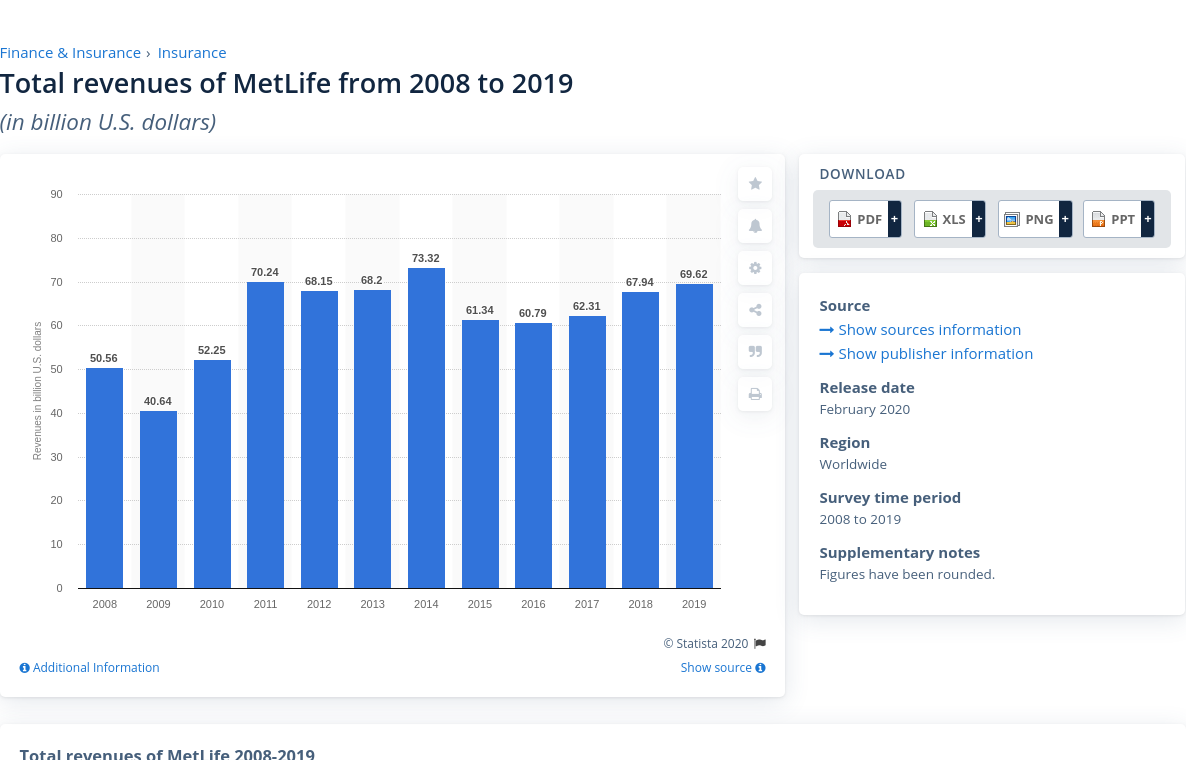 Finance & Insurance › Insurance
Total revenues of MetLife from 2008 to 2019
(in billion U.S. dollars)
Revenues in billion U.S. dollars
90
80
70
60
50
40
30
20
10
0
50.56
40.64
52.25
70.24
68.15
68.2
73.32
61.34
60.79
62.31
67.94
69.62
2008 2009 2010 2011 2012 2013 2014 2015 2016 2017 2018 2019
© Statista 2020
Additional Information
Show source
DOWNLOAD
PDF + XLS + PNG + PPT +
Source
Show sources information
Show publisher information
Release date
February 2020
Region
Worldwide
Survey time period
2008 to 2019
Supplementary notes
Figures have been rounded.
Total revenues of MetLife 2008-2019